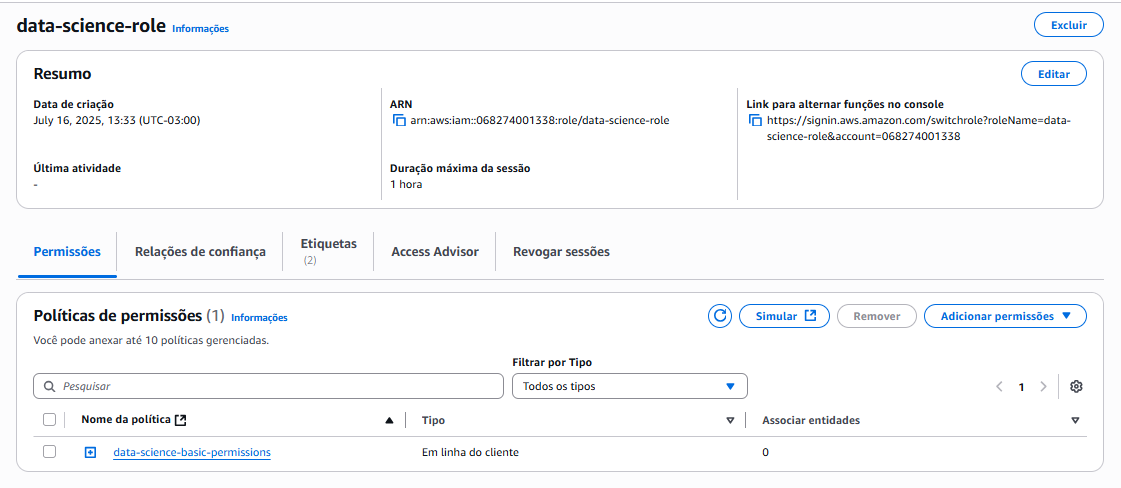 data-science-role Informações
Excluir
Resumo
Editar
Data de criação
July 16, 2025, 13:33 (UTC-03:00)
ARN
arn:aws:iam::068274001338:role/data-science-role
Link para alternar funções no console
https://signin.aws.amazon.com/switchrole?roleName=data-
science-role&account=068274001338
Última atividade
-
Duração máxima da sessão
1 hora
Permissões
Relações de confiança
Etiquetas
(2)
Access Advisor
Revogar sessões
Políticas de permissões (1) Informações
Simular
Remover
Adicionar permissões
Você pode anexar até 10 políticas gerenciadas.
Filtrar por Tipo
Pesquisar
Todos os tipos
1
Nome da política
Tipo
Associar entidades
data-science-basic-permissions
Em linha do cliente
0